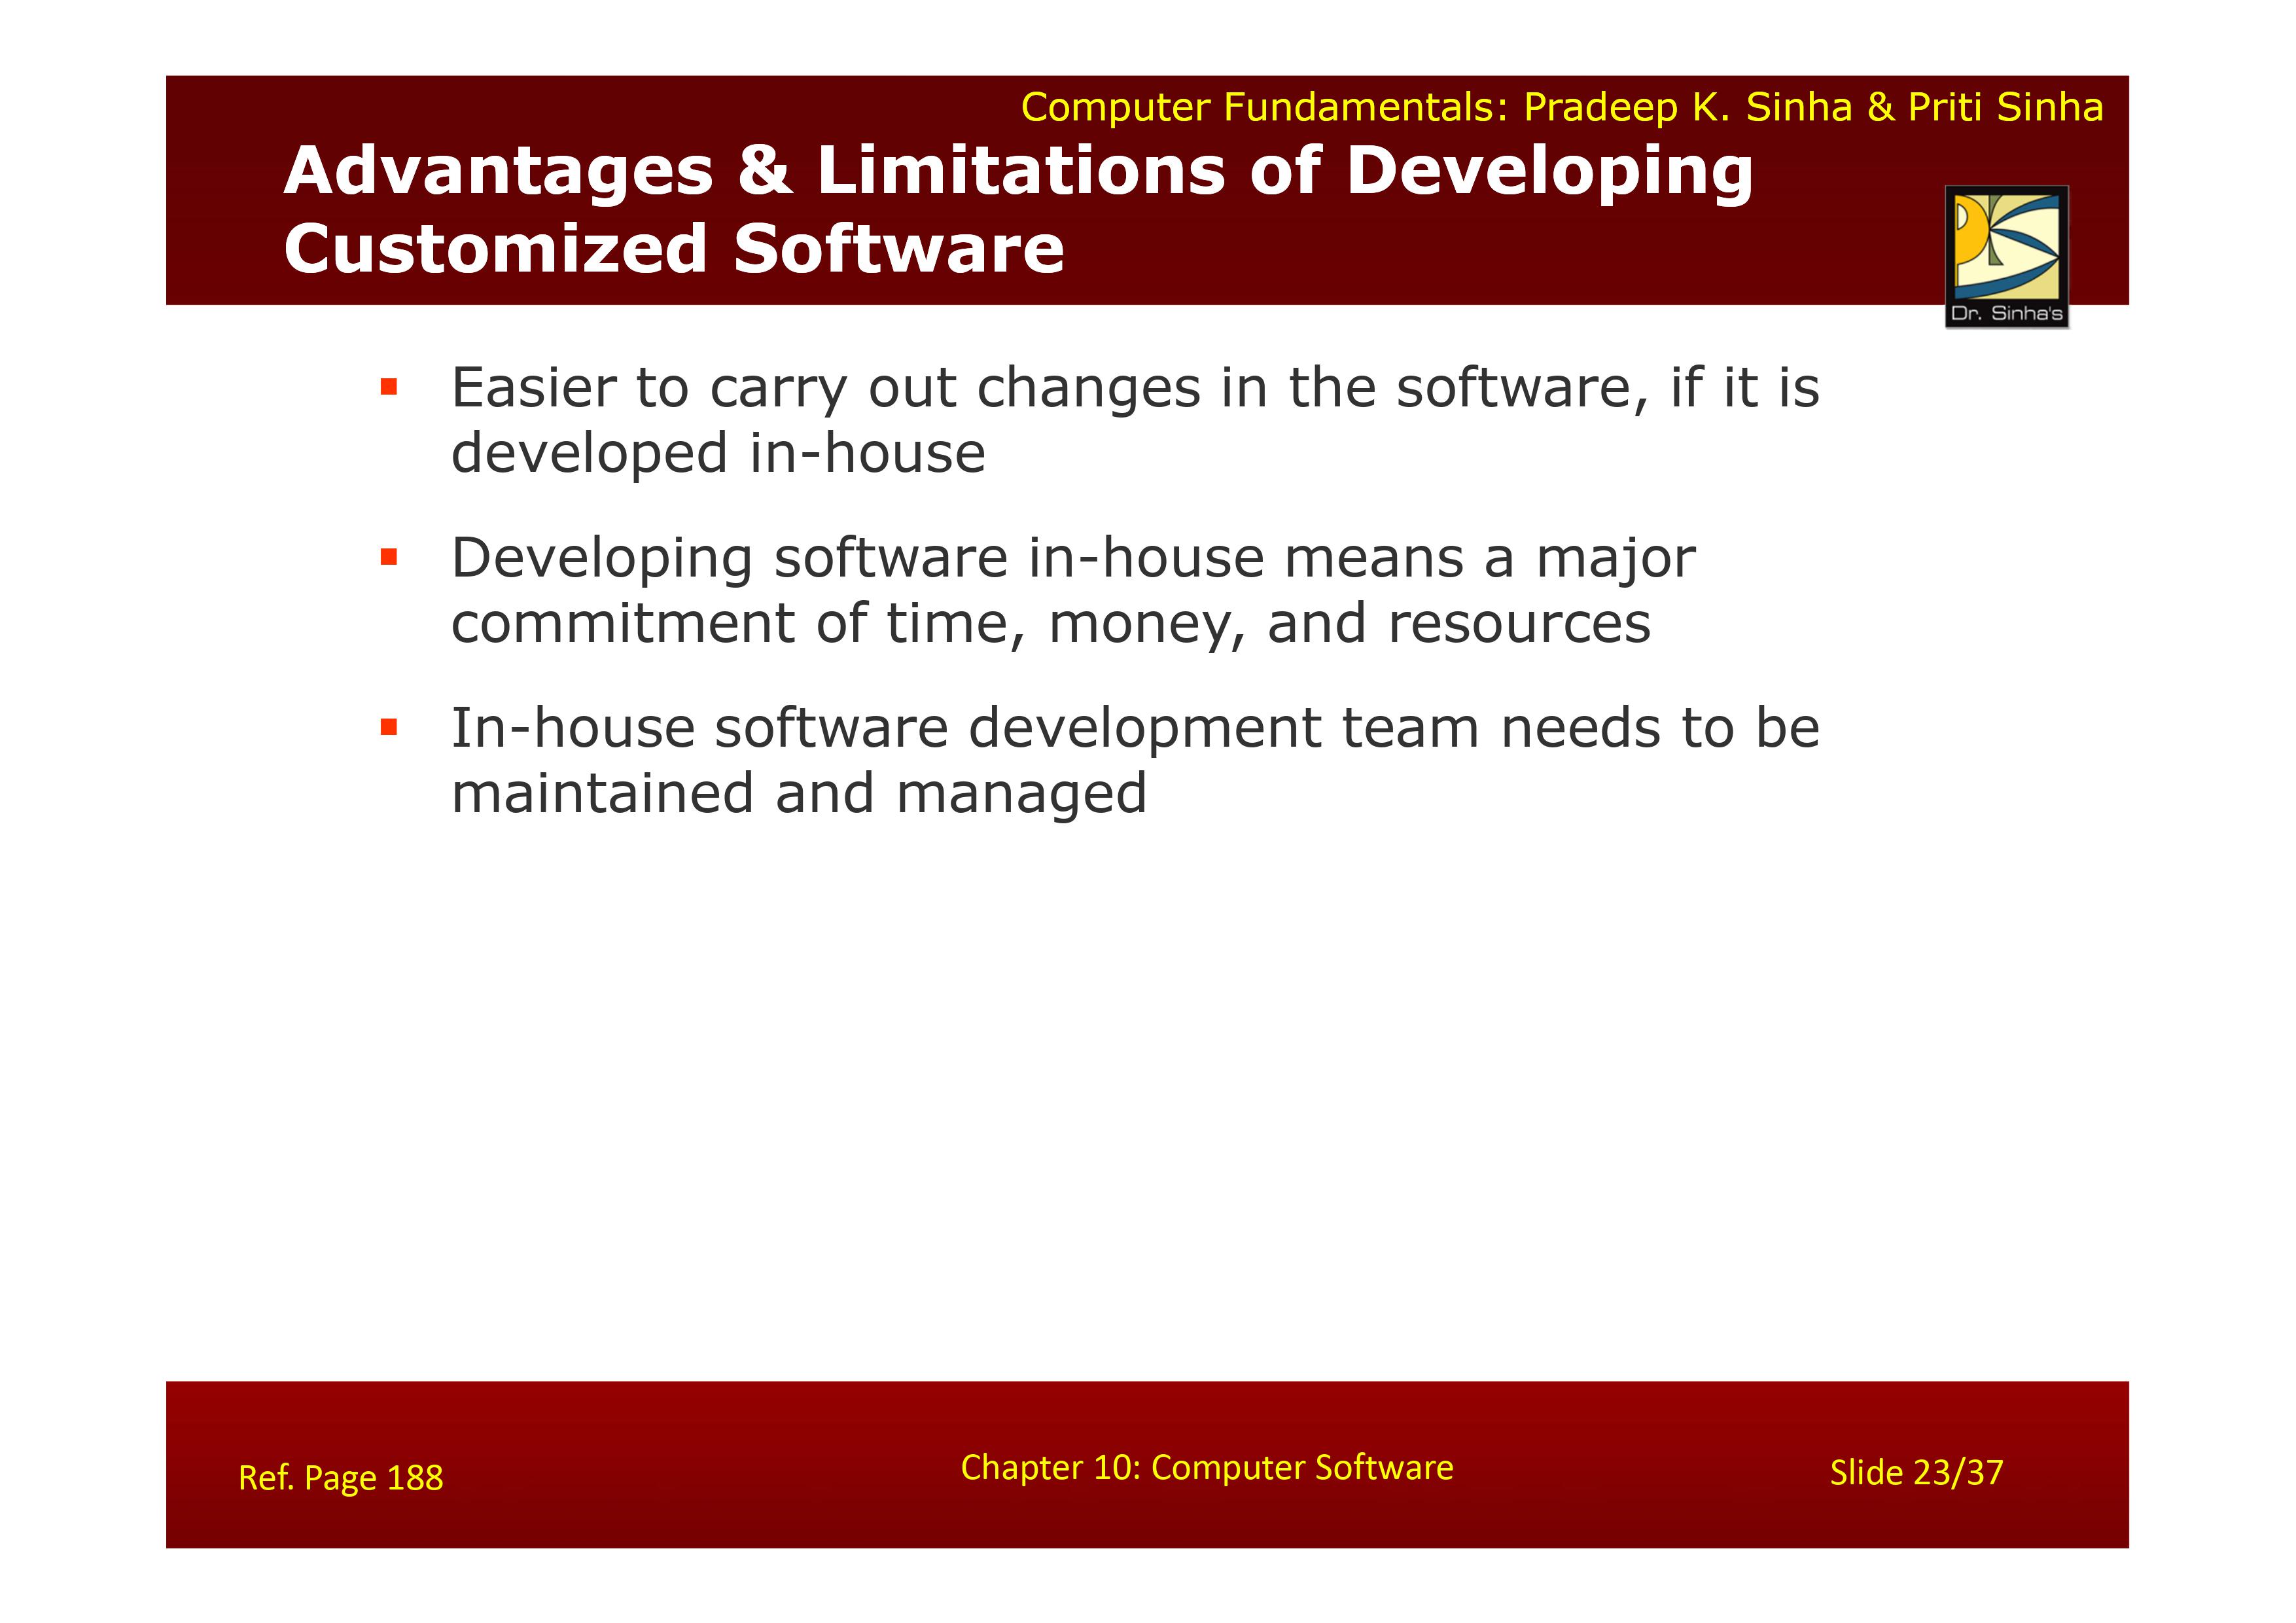 Computer Fundamentals: Pradeep K. Sinha & Priti Sinha
Advantages & Limitations of Developing
Customized Software
Dr. Sinha's
▪ Easier to carry out changes in the software, if it is
developed in-house
▪ Developing software in-house means a major
commitment of time, money, and resources
▪ In-house software development team needs to be
maintained and managed
Ref. Page 188
Chapter 10: Computer Software
Slide 23/37